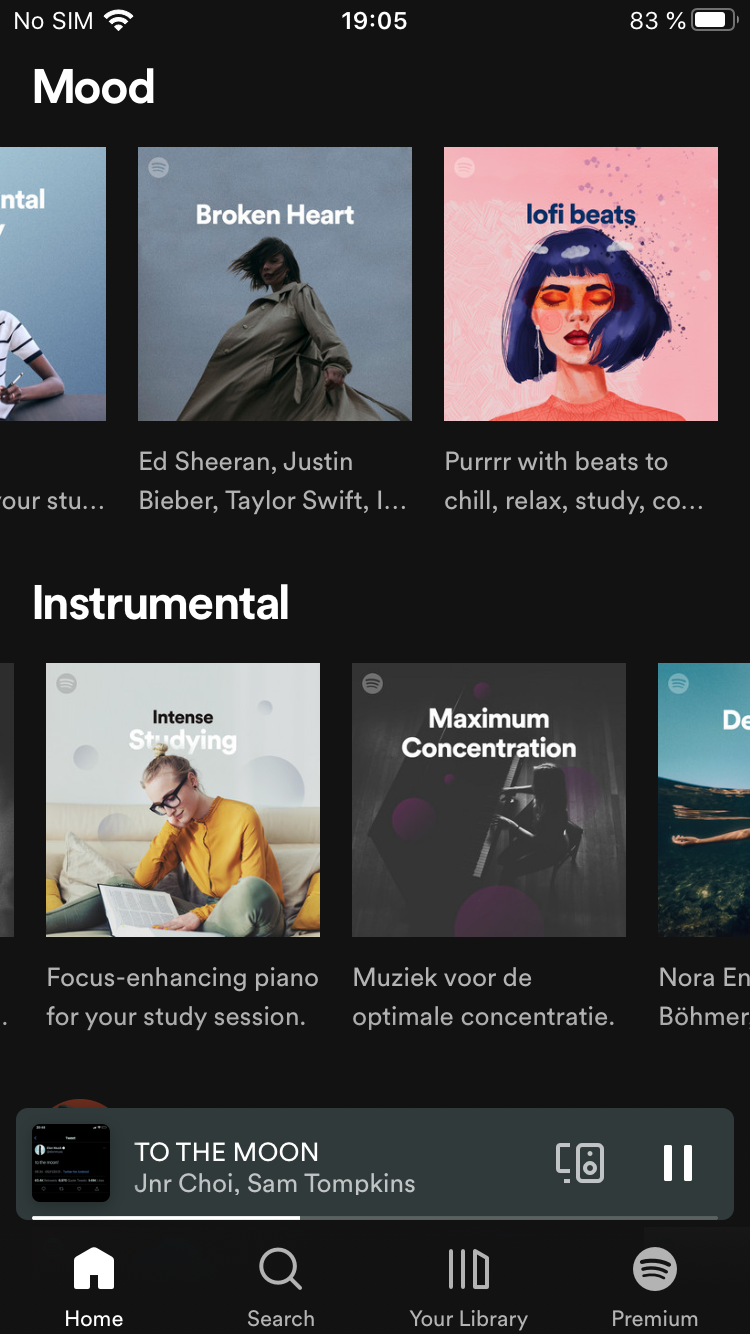 No SIM
19:05
83 %
Mood
ntal
Broken Heart
lofi beats
your stu...
Ed Sheeran, Justin
Bieber, Taylor Swift, I...
Purrrr with beats to
chill, relax, study, co...
Instrumental
Intense
Studying
Maximum
Concentration
De
.
Focus-enhancing piano
for your study session.
Muziek voor de
optimale concentratie.
Nora En
Böhmer,
TO THE MOON
Jnr Choi, Sam Tompkins
Home
Search
Your Library
Premium